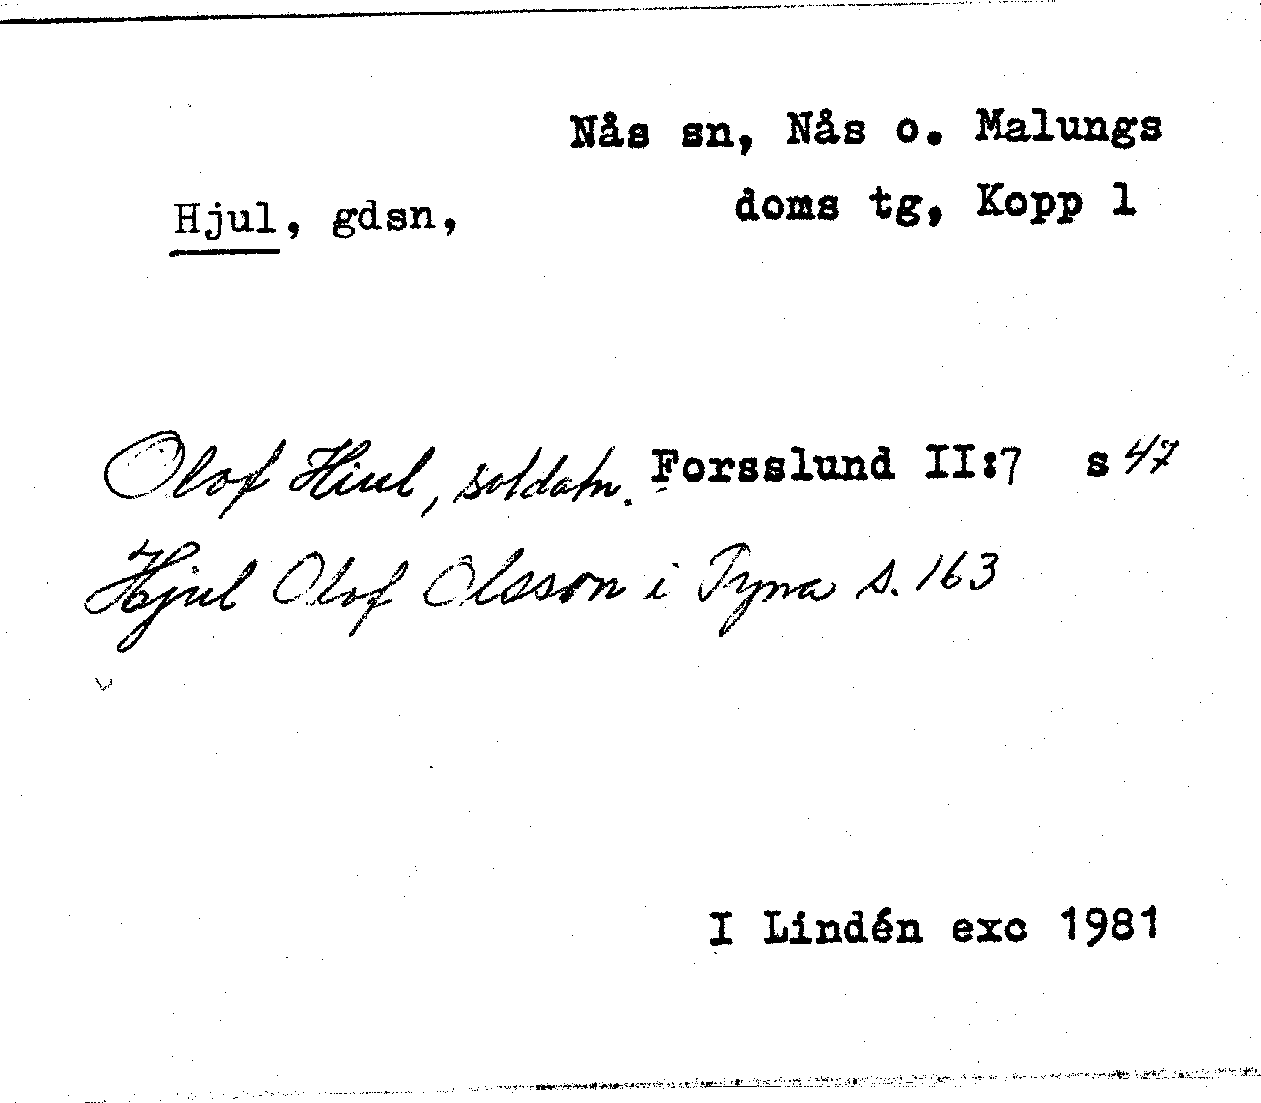 Nås sn, Nås o. Malungs
Hjul, gdsn, doms tg, Kopp l
Olof Hiul, soldatn. Forsslund II:7 s 47
Hjul Olof Olsson i Tyna s. 163
I Lindén exc 1981